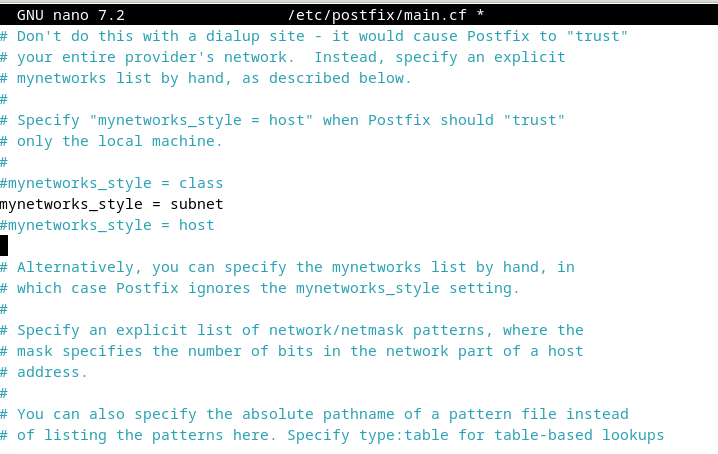 GNU nano 7.2 /etc/postfix/main.cf *
# Don't do this with a dialup site - it would cause Postfix to "trust"
# your entire provider's network.  Instead, specify an explicit
# mynetworks list by hand, as described below.
#
# Specify "mynetworks_style = host" when Postfix should "trust"
# only the local machine.
#
#mynetworks_style = class
mynetworks_style = subnet
#mynetworks_style = host
# Alternatively, you can specify the mynetworks list by hand, in
# which case Postfix ignores the mynetworks_style setting.
#
# Specify an explicit list of network/netmask patterns, where the
# mask specifies the number of bits in the network part of a host
# address.
#
# You can also specify the absolute pathname of a pattern file instead
# of listing the patterns here. Specify type:table for table-based lookups